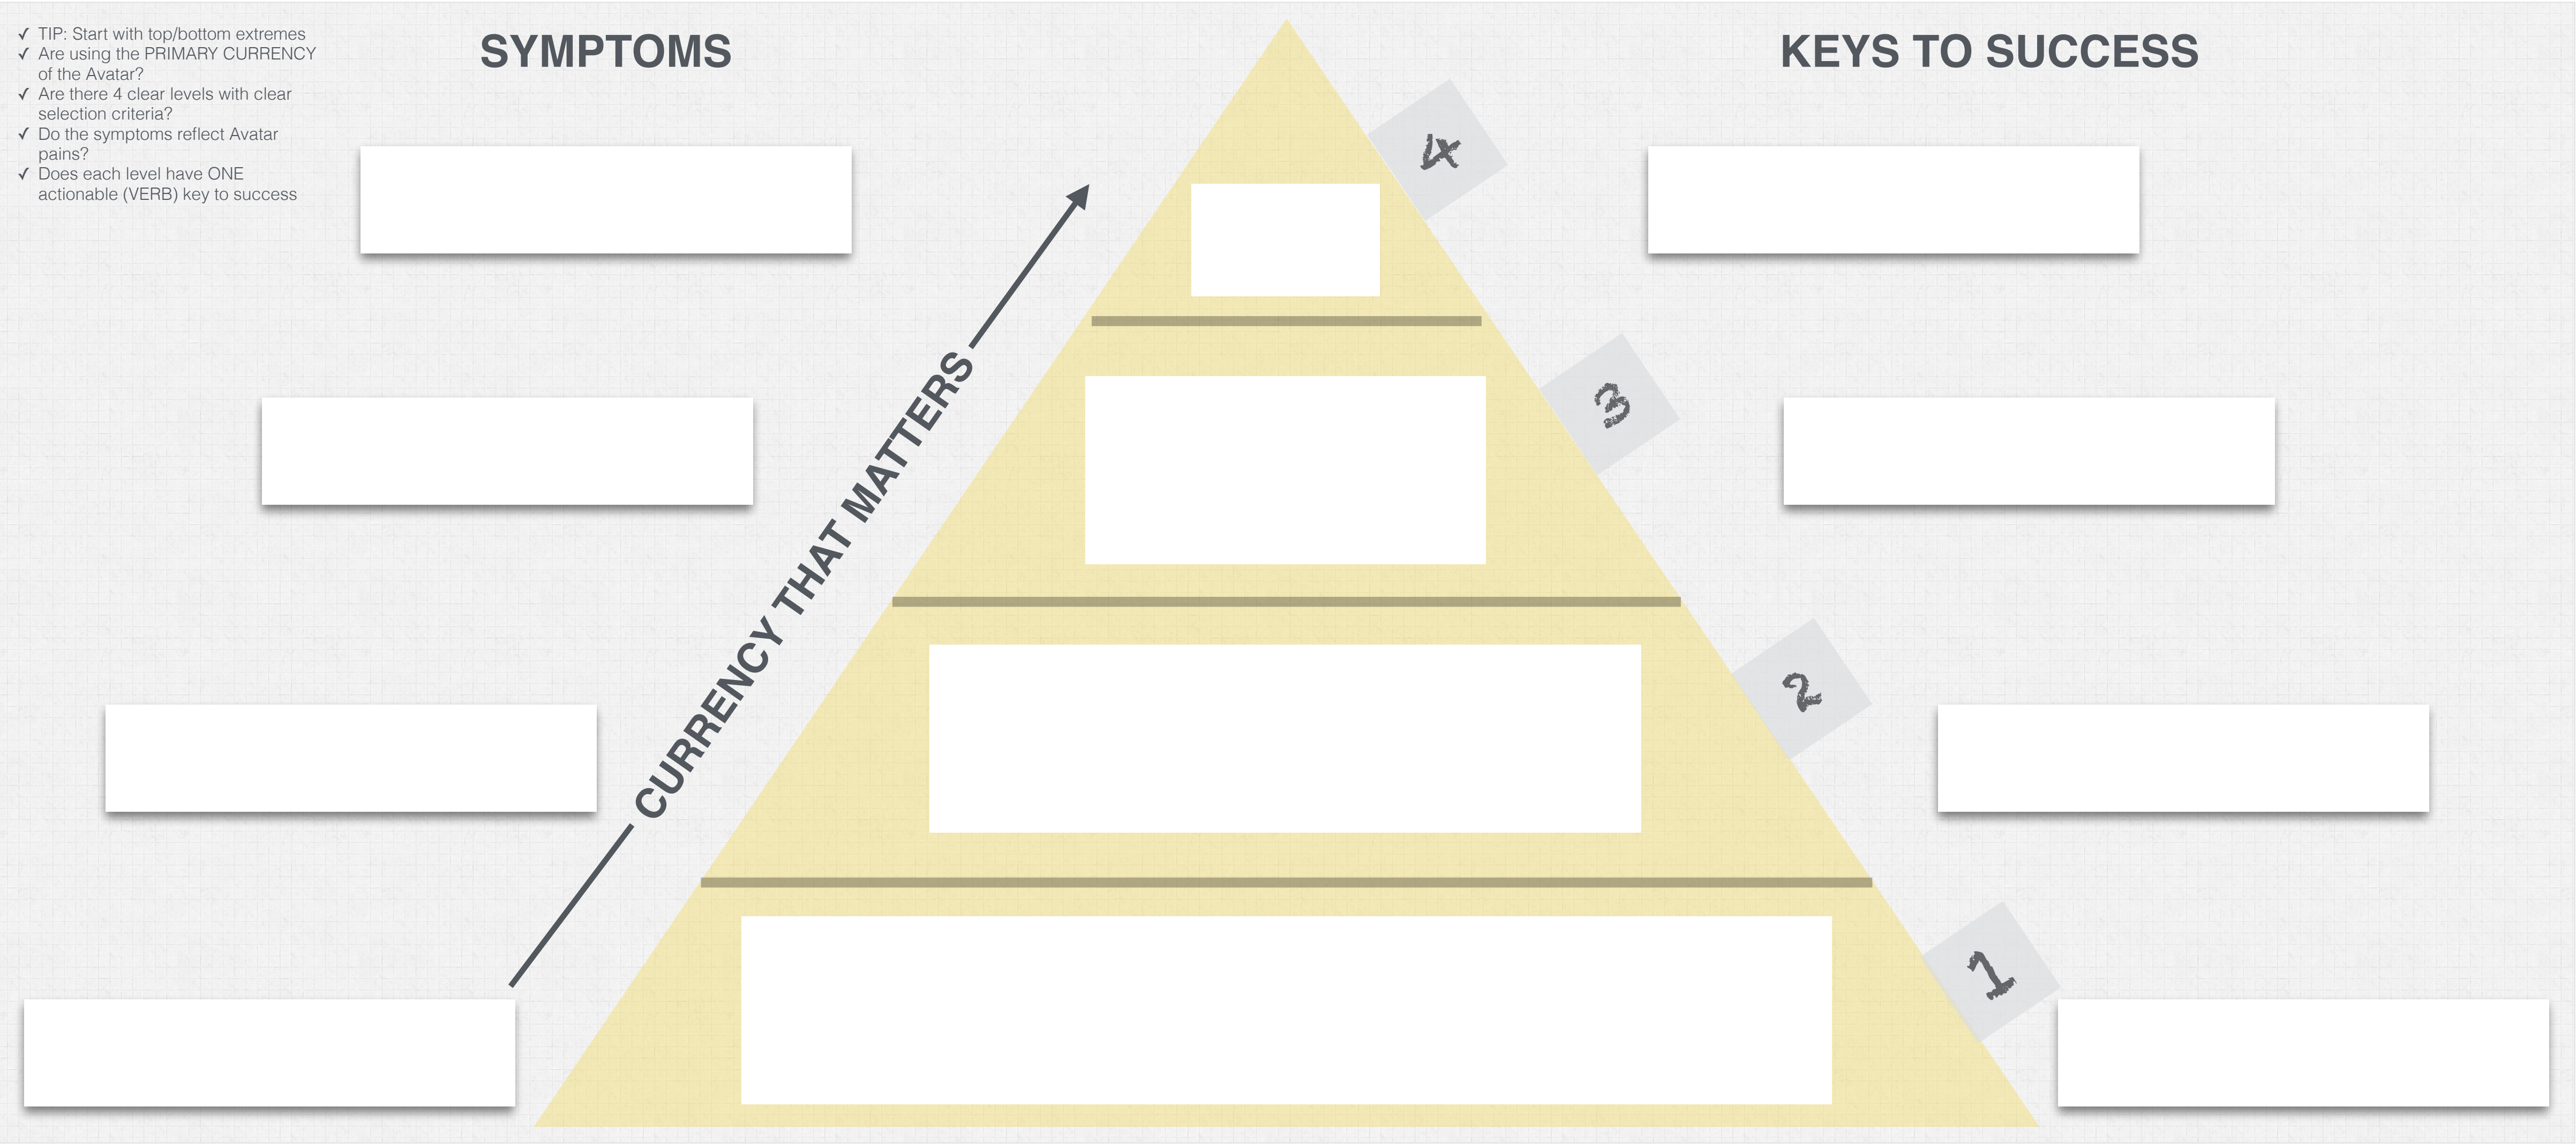 ✓ TIP: Start with top/bottom extremes
✓ Are using the PRIMARY CURRENCY
of the Avatar?
✓ Are there 4 clear levels with clear
selection criteria?
✓ Do the symptoms reflect Avatar
pains?
✓ Does each level have ONE
actionable (VERB) key to success
SYMPTOMS
KEYS TO SUCCESS
CURRENCY THAT MATTERS
4
3
2
1